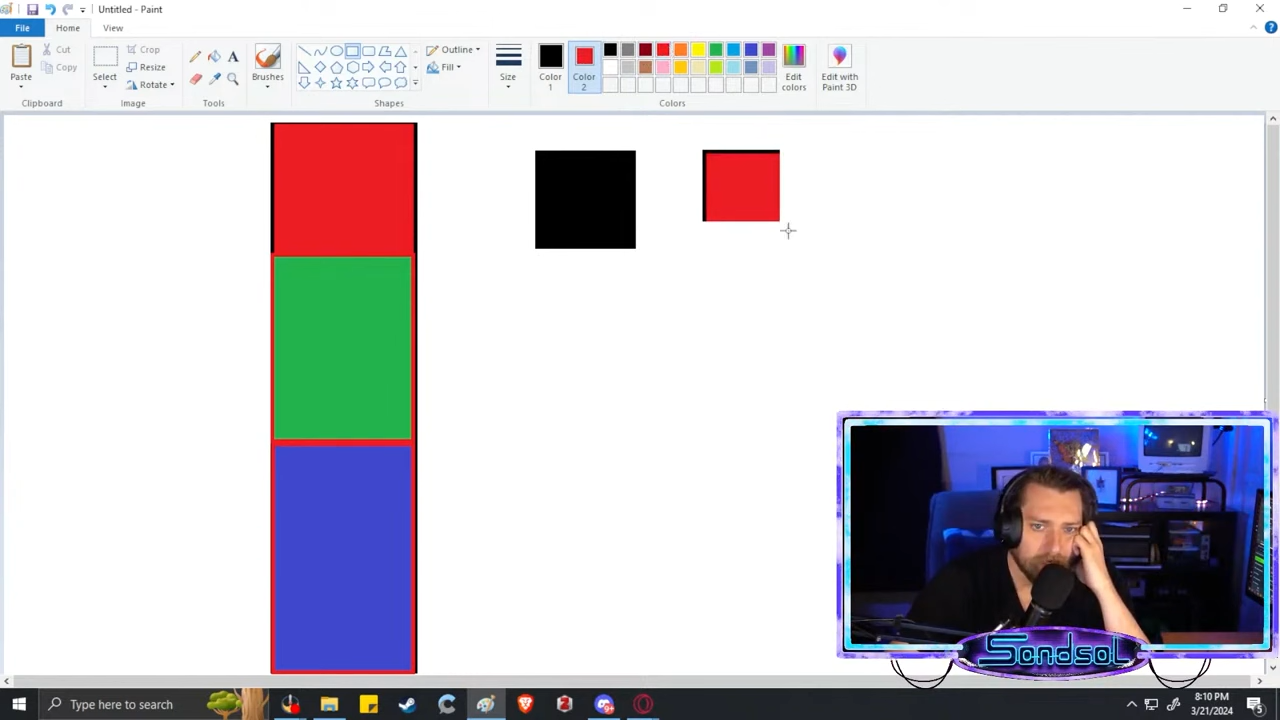 Untitled - Paint
File
Home
View
Paste
Cut
Copy
Clipboard
Select
Crop
Resize
Rotate
Image
A
Tools
Brushes
Shapes
Outline
Fill
Size
Color 1
Color 2
Edit colors
Edit with Paint 3D
Colors
Sondsol
Type here to search
9+
8:10 PM
3/21/2024
5